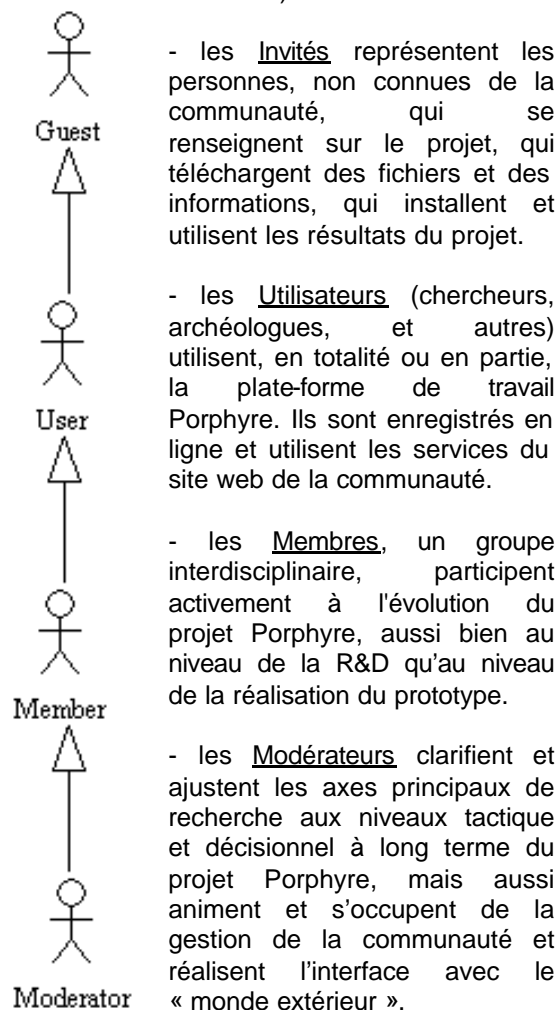 Guest
- les Invités représentent les
personnes, non connues de la
communauté, qui se
renseignent sur le projet, qui
téléchargent des fichiers et des
informations, qui installent et
utilisent les résultats du projet.
User
- les Utilisateurs (chercheurs,
archéologues, et autres)
utilisent, en totalité ou en partie,
la plate-forme de travail
Porphyre. Ils sont enregistrés en
ligne et utilisent les services du
site web de la communauté.
Member
- les Membres, un groupe
interdisciplinaire, participent
activement à l'évolution du
projet Porphyre, aussi bien au
niveau de la R&D qu'au niveau
de la réalisation du prototype.
Moderator
- les Modérateurs clarifient et
ajustent les axes principaux de
recherche aux niveaux tactique
et décisionnel à long terme du
projet Porphyre, mais aussi
animent et s'occupent de la
gestion de la communauté et
réalisent l'interface avec le
« monde extérieur ».